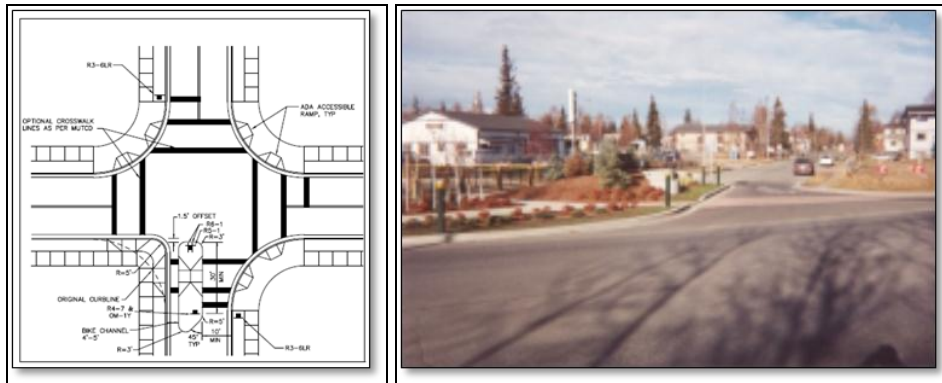 R3-8LR
OPTIONAL CROSSWALK
LINES AS PER MUTCD
ADA ACCESSIBLE
RAMP, TYP
1.5' OFFSET
R6-1
R5-1
R=3'
R=5'
30'
MIN
ORIGINAL CURBLINE
R4-7 &
OM-1Y
R=5'
BIKE CHANNEL
4'-5'
45°
TYP
10'
MIN
R=3'
R3-8LR